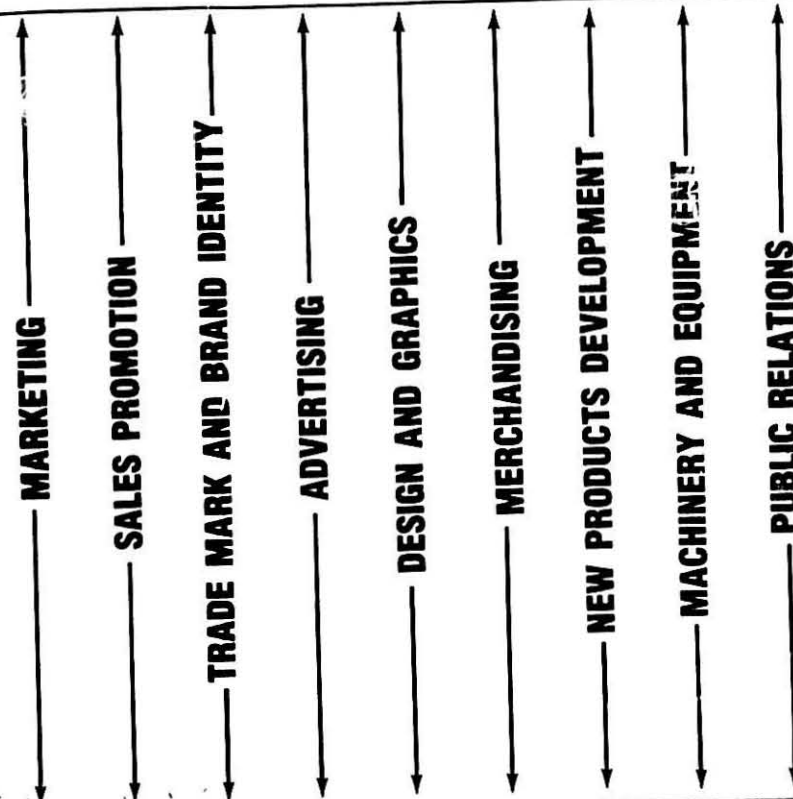 MARKETING
SALES PROMOTION
TRADE MARK AND BRAND IDENTITY
ADVERTISING
DESIGN AND GRAPHICS
MERCHANDISING
NEW PRODUCTS DEVELOPMENT
MACHINERY AND EQUIPMENT
PUBLIC RELATIONS